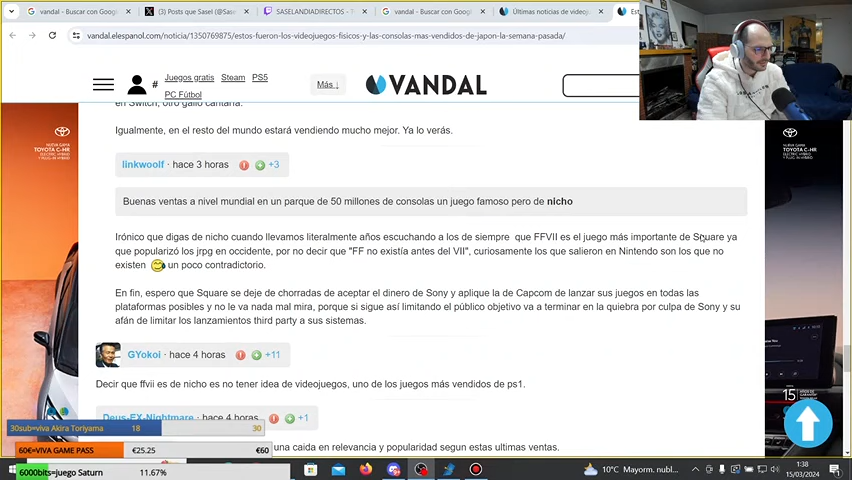 vandal - Buscar con Googl
Posts que Sasel (@Sase
SASELANDIADIRECTOS - T
vandal - Buscar con Google
Últimas noticias de videoj
Est
vandal.elespanol.com/noticia/1350769875/estos-fueron-los-videojuegos-fisicos-y-las-consolas-mas-vendidos-de-japon-la-semana-pasada/
# Juegos gratis Steam PS5
PC Fútbol
Más ↓
VANDAL
en Switch, otro gallo cantaría.
Igualmente, en el resto del mundo estará vendiendo mucho mejor. Ya lo verás.
linkwoolf · hace 3 horas +3
Buenas ventas a nivel mundial en un parque de 50 millones de consolas un juego famoso pero de nicho
Irónico que digas de nicho cuando llevamos literalmente años escuchando a los de siempre que FFVII es el juego más importante de Square ya
que popularizó los jrpg en occidente, por no decir que "FF no existía antes del VII", curiosamente los que salieron en Nintendo son los que no
existen un poco contradictorio.
En fin, espero que Square se deje de chorradas de aceptar el dinero de Sony y aplique la de Capcom de lanzar sus juegos en todas las
plataformas posibles y no le va nada mal mira, porque si sigue así limitando el público objetivo va a terminar en la quiebra por culpa de Sony y su
afán de limitar los lanzamientos third party a sus sistemas.
GYokoi · hace 4 horas +11
Decir que ffvii es de nicho es no tener idea de videojuegos, uno de los juegos más vendidos de ps1.
Deus-EX-Nightmare · hace 4 horas +1
una caida en relevancia y popularidad segun estas ultimas ventas.
30sub=viva Akira Toriyama 18 30
60€=VIVA GAME PASS €25.25 €60
6000bits=juego Saturn 11.67%
NUEVA GAMA
TOYOTA C-HR
NUEVA GAMA
TOYOTA C-HR
15
10°C Mayorm. nubl...
1:38
15/03/2024